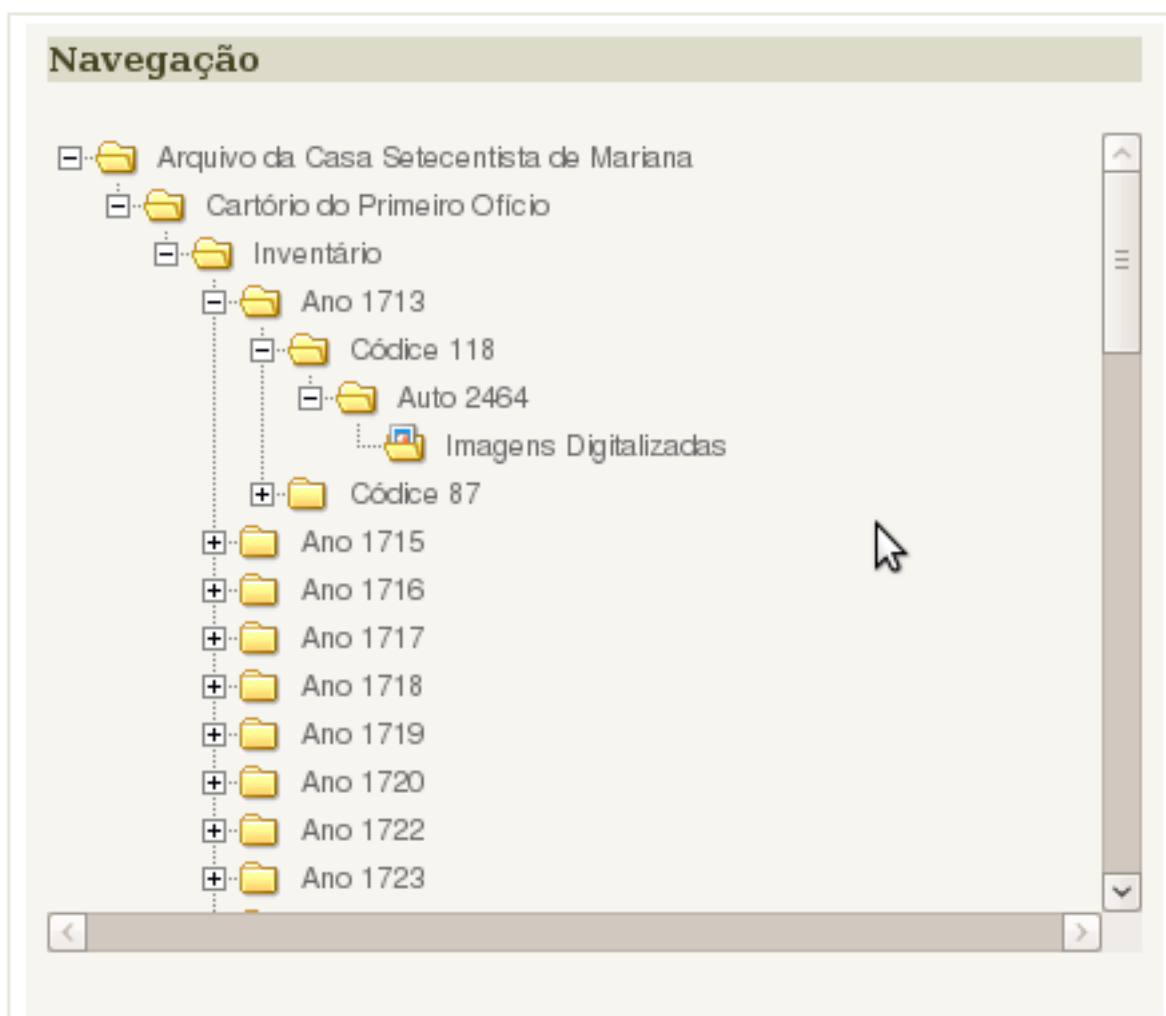 Navegação
Arquivo da Casa Setecentista de Mariana
Cartório do Primeiro Ofício
Inventário
Ano 1713
Códice 118
Auto 2464
Imagens Digitalizadas
Códice 87
Ano 1715
Ano 1716
Ano 1717
Ano 1718
Ano 1719
Ano 1720
Ano 1722
Ano 1723